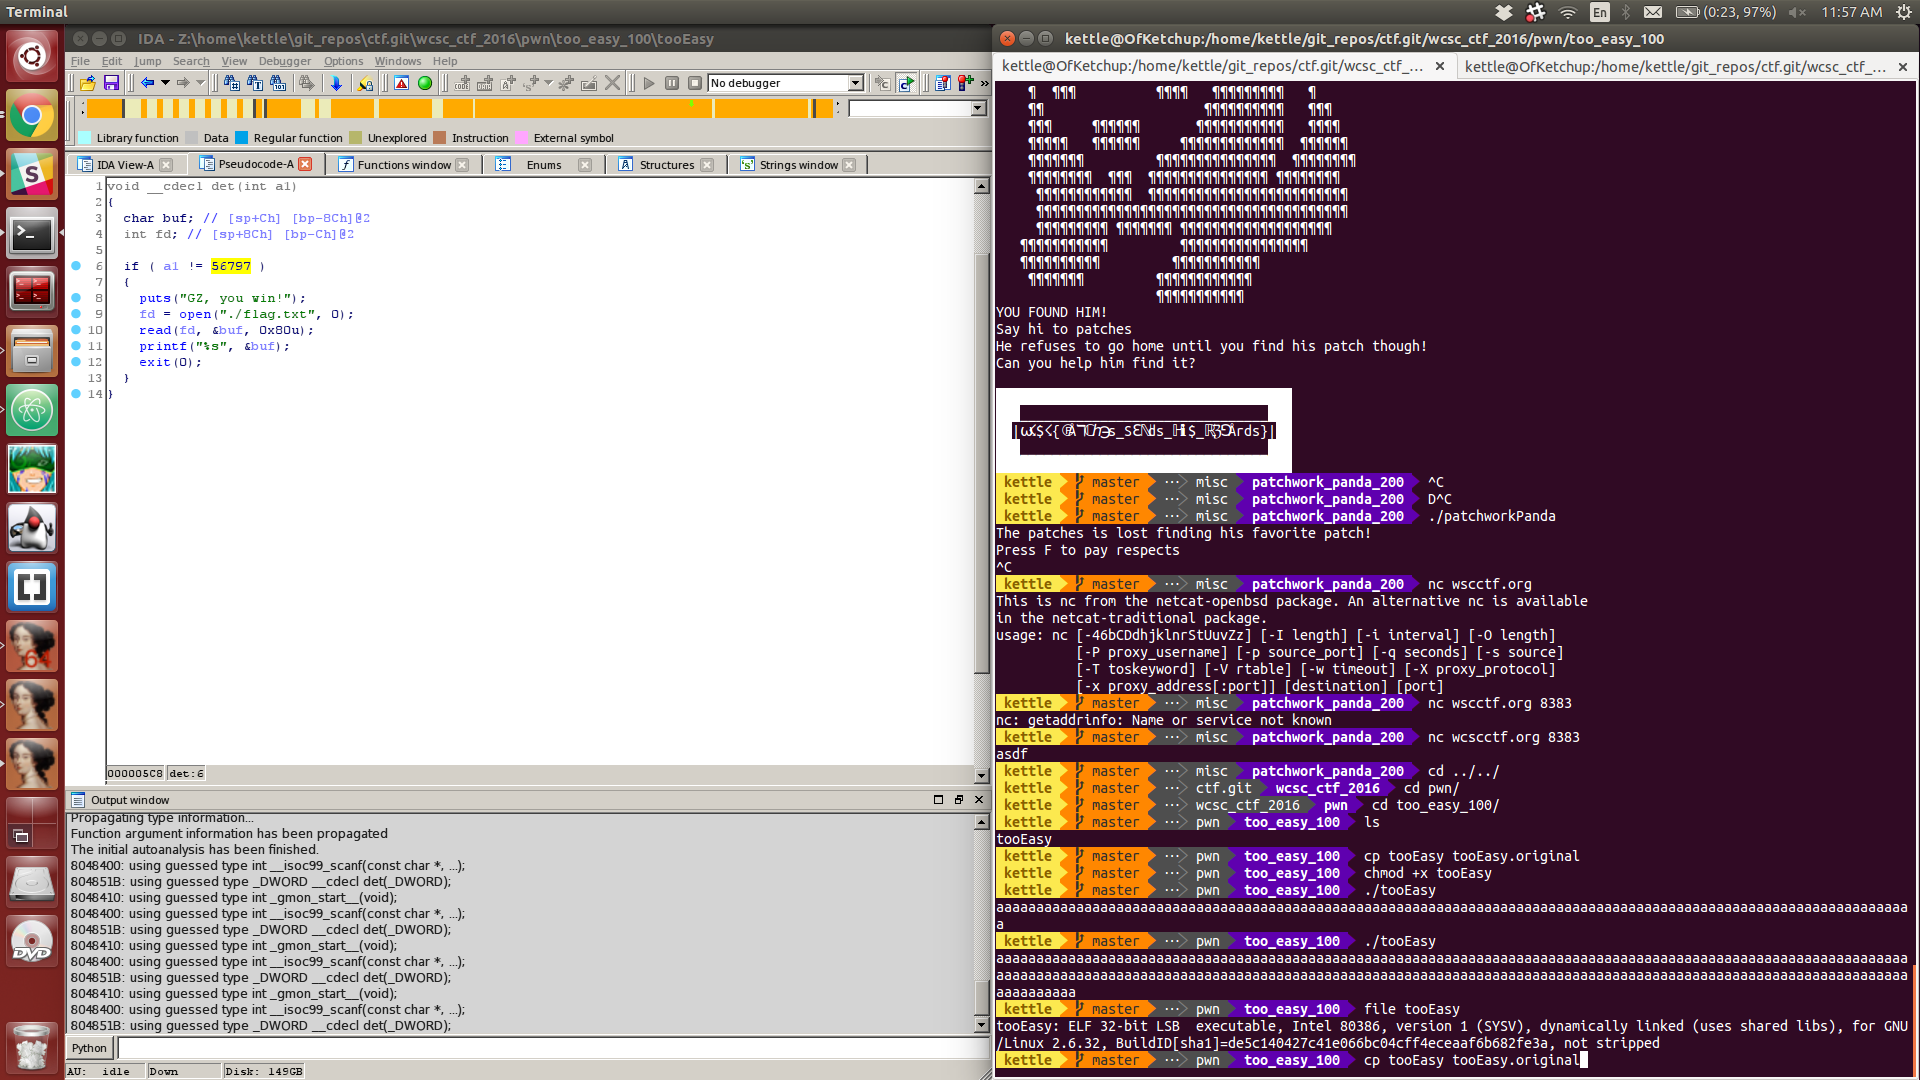 Terminal
En
(0:23, 97%)
11:57 AM
IDA - Z:\home\kettle\git_repos\ctf.git\wcsc_ctf_2016\pwn\too_easy_100\tooEasy
File Edit Jump Search View Debugger Options Windows Help
No debugger
Library function Data Regular function Unexplored Instruction External symbol
IDA View-A Pseudocode-A Functions window Enums Structures Strings window
1 void __cdecl det(int a1)
2 {
3 char buf; // [sp+Ch] [bp-8Ch]@2
4 int fd; // [sp+8Ch] [bp-Ch]@2
5
6 if ( a1 != 56797 )
7 {
8 puts("GZ, you win!");
9 fd = open("./flag.txt", 0);
10 read(fd, &buf, 0x80u);
11 printf("%s", &buf);
12 exit(0);
13 }
14 }
000005C8 det:6
Output window
Propagating type information...
Function argument information has been propagated
The initial autoanalysis has been finished.
8048400: using guessed type int __isoc99_scanf(const char *, ...);
804851B: using guessed type _DWORD __cdecl det(_DWORD);
8048410: using guessed type int _gmon_start__(void);
8048400: using guessed type int __isoc99_scanf(const char *, ...);
804851B: using guessed type _DWORD __cdecl det(_DWORD);
8048410: using guessed type int _gmon_start__(void);
8048400: using guessed type int __isoc99_scanf(const char *, ...);
804851B: using guessed type _DWORD __cdecl det(_DWORD);
8048410: using guessed type int _gmon_start__(void);
8048400: using guessed type int __isoc99_scanf(const char *, ...);
804851B: using guessed type _DWORD __cdecl det(_DWORD);
Python
AU: idle Down Disk: 149GB
kettle@OfKetchup:/home/kettle/git_repos/ctf.git/wcsc_ctf_2016/pwn/too_easy_100
kettle@OfKetchup:/home/kettle/git_repos/ctf.git/wcsc_ctf_... kettle@OfKetchup:/home/kettle/git_repos/ctf.git/wcsc_ctf_...
YOU FOUND HIM!
Say hi to patches
He refuses to go home until you find his patch though!
Can you help him find it?
kettle master ··· misc patchwork_panda_200 ^C
kettle master ··· misc patchwork_panda_200 D^C
kettle master ··· misc patchwork_panda_200 ./patchworkPanda
The patches is lost finding his favorite patch!
Press F to pay respects
^C
kettle master ··· misc patchwork_panda_200 nc wscctf.org
This is nc from the netcat-openbsd package. An alternative nc is available
in the netcat-traditional package.
usage: nc [-46bCDdhjklnrStUuvZz] [-I length] [-i interval] [-O length]
[-P proxy_username] [-p source_port] [-q seconds] [-s source]
[-T toskeyword] [-V rtable] [-w timeout] [-X proxy_protocol]
[-x proxy_address[:port]] [destination] [port]
kettle master ··· misc patchwork_panda_200 nc wscctf.org 8383
nc: getaddrinfo: Name or service not known
kettle master ··· misc patchwork_panda_200 nc wcscctf.org 8383
asdf
kettle master ··· misc patchwork_panda_200 cd ../../
kettle master ··· ctf.git wcsc_ctf_2016 cd pwn/
kettle master ··· wcsc_ctf_2016 pwn cd too_easy_100/
kettle master ··· pwn too_easy_100 ls
tooEasy
kettle master ··· pwn too_easy_100 cp tooEasy tooEasy.original
kettle master ··· pwn too_easy_100 chmod +x tooEasy
kettle master ··· pwn too_easy_100 ./tooEasy
aaaaaaaaaaaaaaaaaaaaaaaaaaaaaaaaaaaaaaaaaaaaaaaaaaaaaaaaaaaaaaaaaaaaaaaaaaaaaaaaaaaaaaaaaaaaaaaaaaaaaaaaaaaaaaaaaa
a
kettle master ··· pwn too_easy_100 ./tooEasy
aaaaaaaaaaaaaaaaaaaaaaaaaaaaaaaaaaaaaaaaaaaaaaaaaaaaaaaaaaaaaaaaaaaaaaaaaaaaaaaaaaaaaaaaaaaaaaaaaaaaaaaaaaaaaaaaaa
aaaaaaaaaaaaaaaaaaaaaaaaaaaaaaaaaaaaaaaaaaaaaaaaaaaaaaaaaaaaaaaaaaaaaaaaaaaaaaaaaaaaaaaaaaaaaaaaaaaaaaaaaaaaaaaaaa
aaaaaaaaaa
kettle master ··· pwn too_easy_100 file tooEasy
tooEasy: ELF 32-bit LSB executable, Intel 80386, version 1 (SYSV), dynamically linked (uses shared libs), for GNU
/Linux 2.6.32, BuildID[sha1]=de5c140427c41e066bc04cff4eceaaf6b682fe3a, not stripped
kettle master ··· pwn too_easy_100 cp tooEasy tooEasy.original